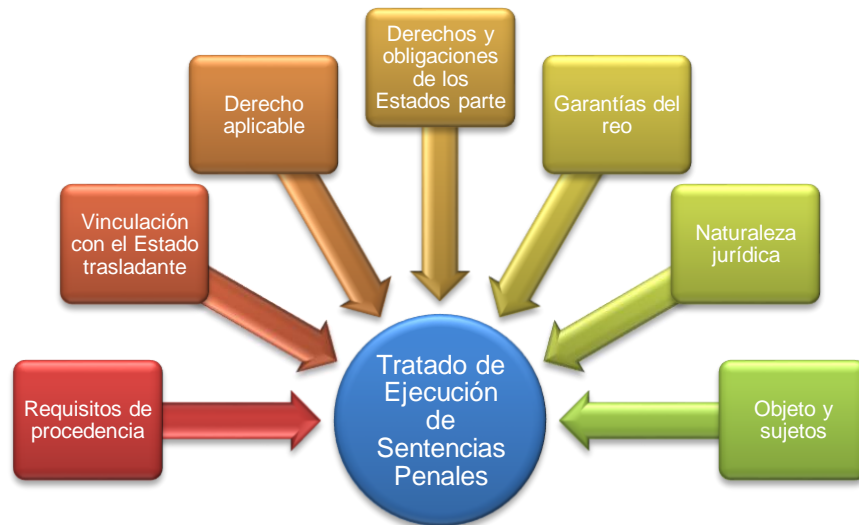 Requisitos de
procedencia
Vinculación
con el Estado
trasladante
Derecho
aplicable
Derechos y
obligaciones
de los
Estados parte
Garantías del
reo
Naturaleza
jurídica
Objeto y
sujetos
Tratado de
Ejecución
de
Sentencias
Penales